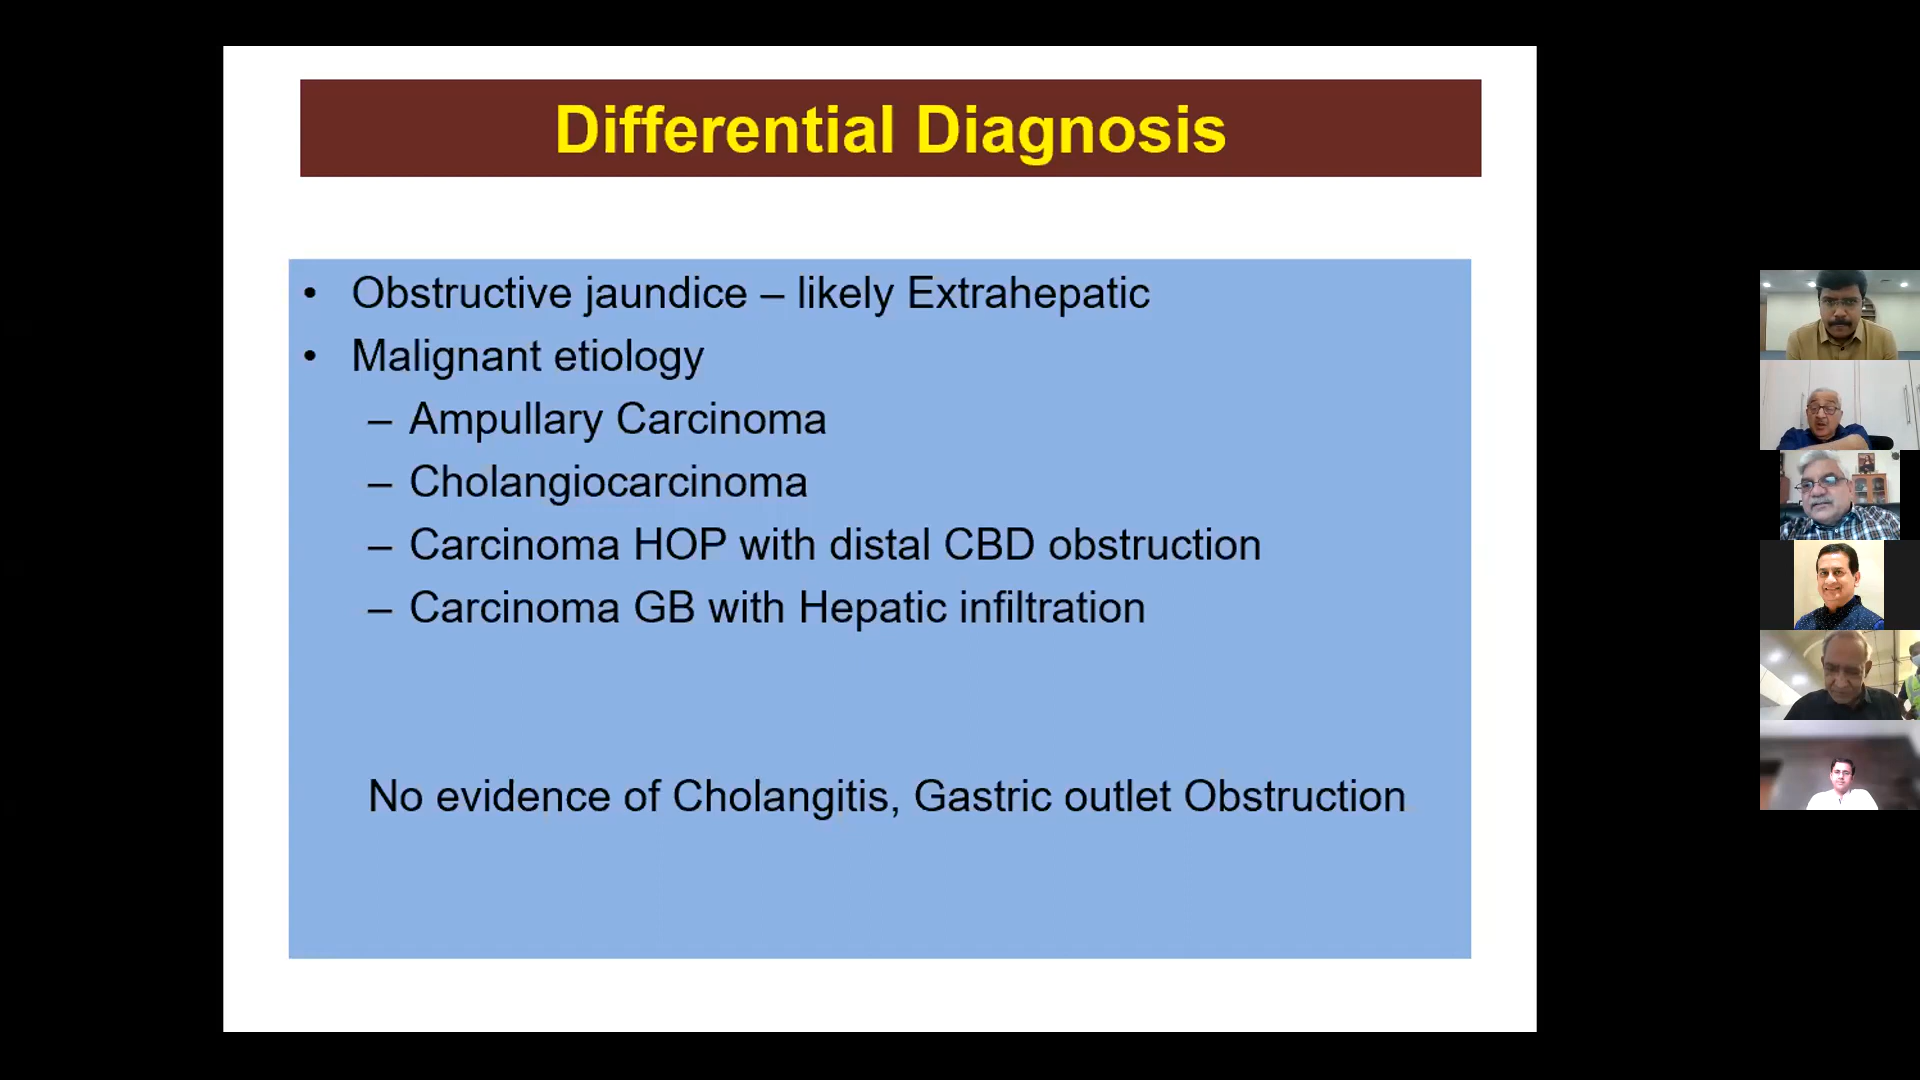 Differential Diagnosis
• Obstructive jaundice – likely Extrahepatic
• Malignant etiology
– Ampullary Carcinoma
– Cholangiocarcinoma
– Carcinoma HOP with distal CBD obstruction
– Carcinoma GB with Hepatic infiltration
No evidence of Cholangitis, Gastric outlet Obstruction